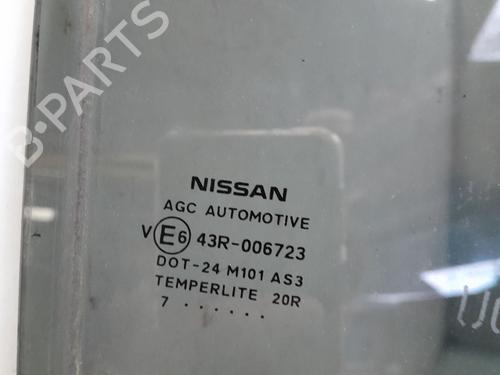 B-PARTS
NISSAN
AGC AUTOMOTIVE
V E6 43R-006723
DOT-24 M101 AS3
TEMPERLITE 20R
7 . . . . . .